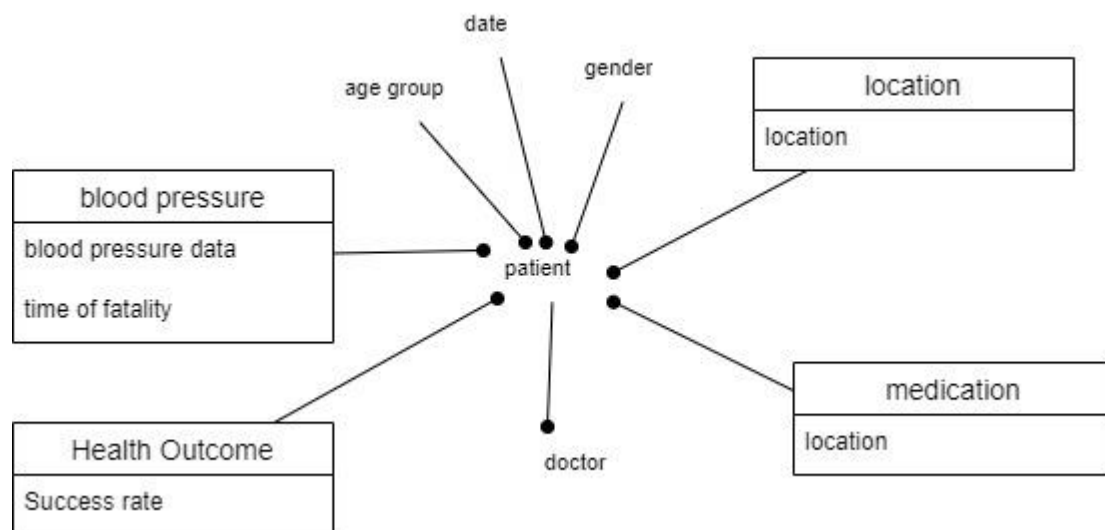 date
gender
age group
location
location
blood pressure
blood pressure data
time of fatality
patient
medication
location
Health Outcome
Success rate
doctor